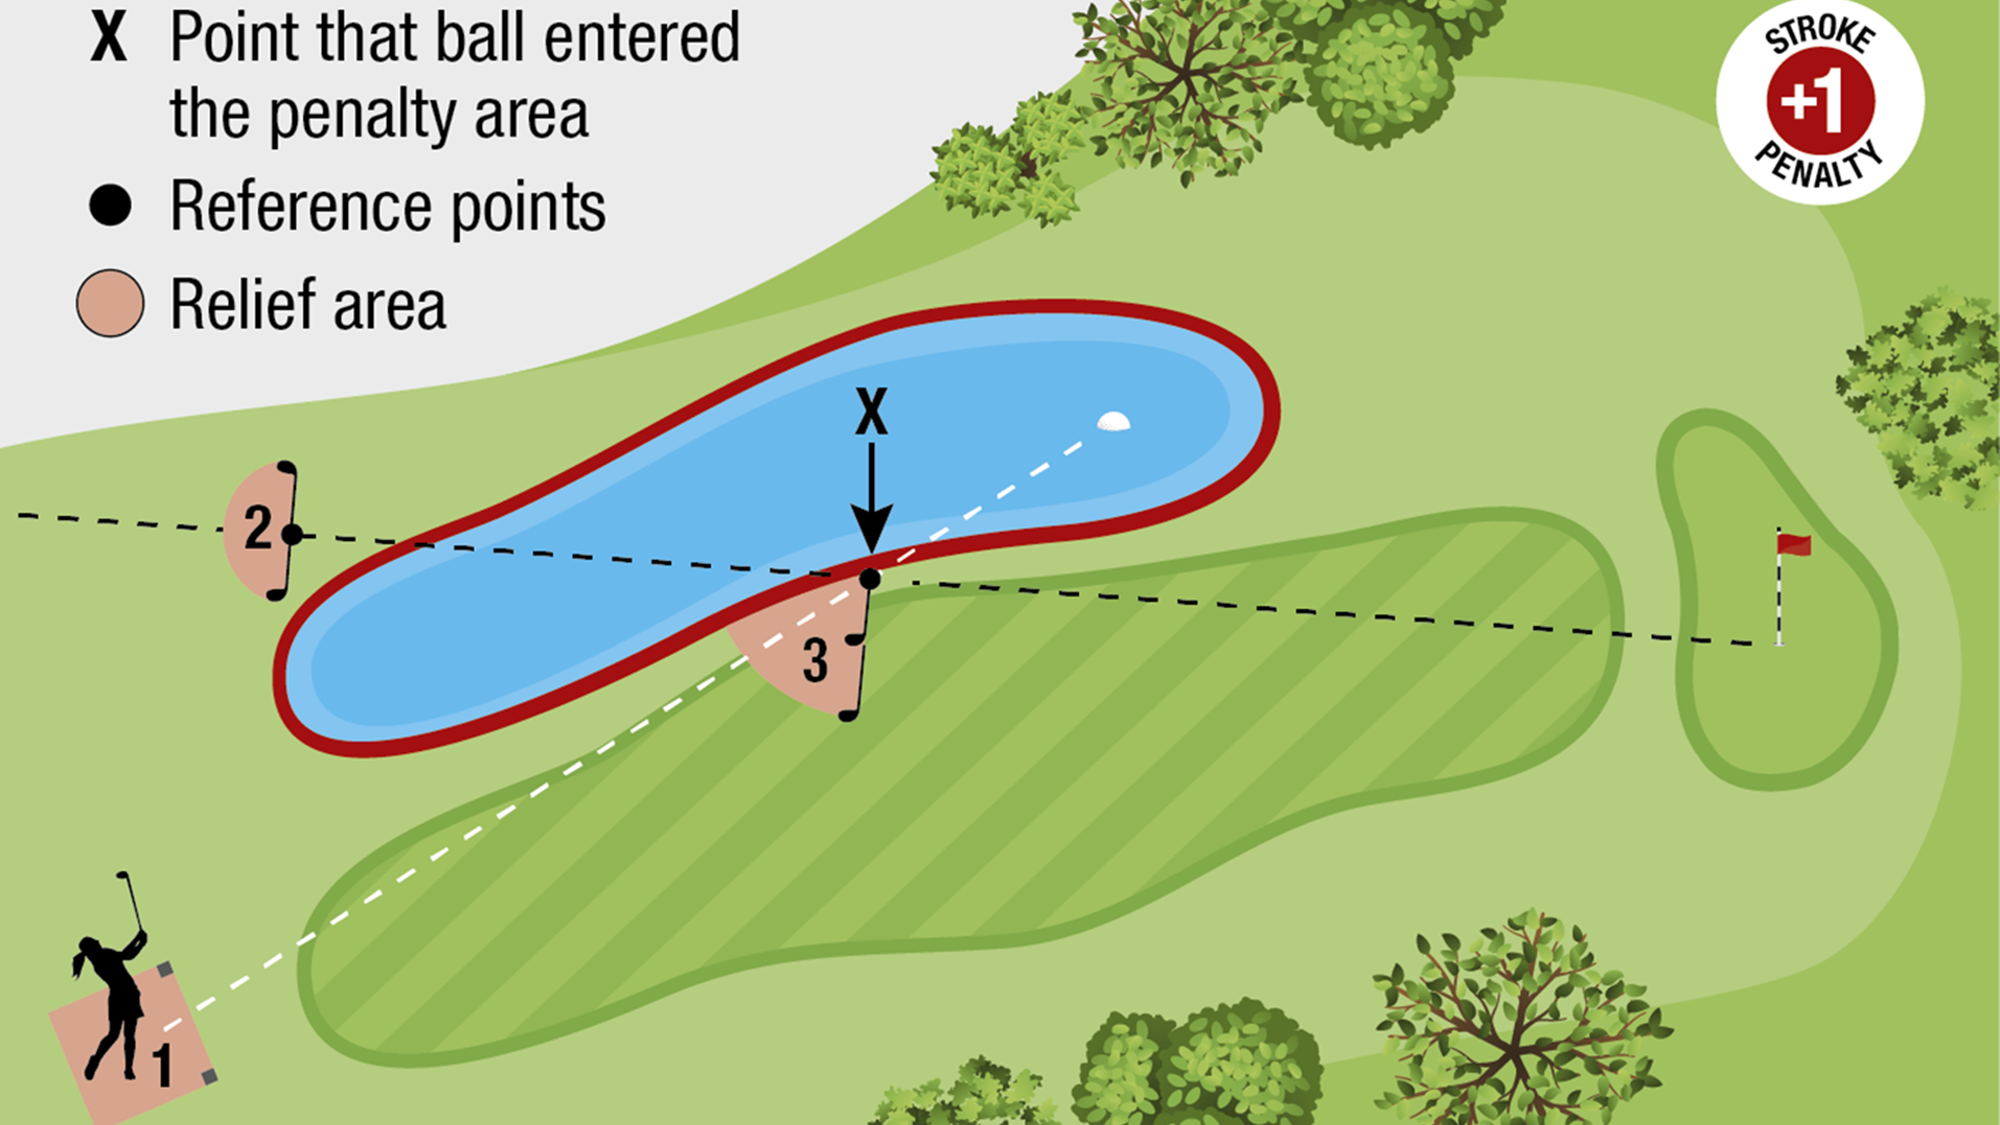 X Point that ball entered
the penalty area
Reference points
Relief area
STROKE
+1
PENALTY
X
2
3
1